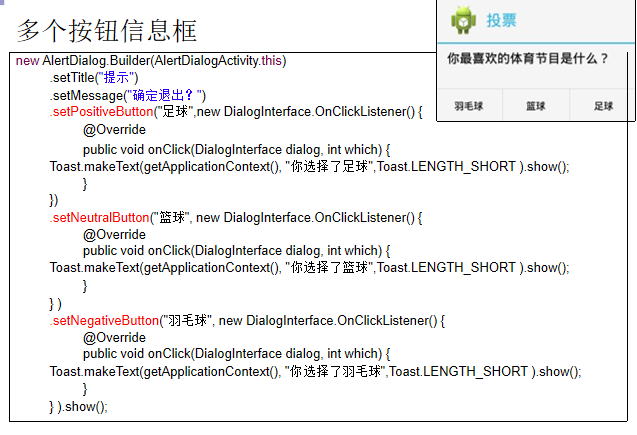 多个按钮信息框
投票
你最喜欢的体育节目是什么？
羽毛球 篮球 足球
new AlertDialog.Builder(AlertDialogActivity.this)
.setTitle("提示")
.setMessage("确定退出？")
.setPositiveButton("足球",new DialogInterface.OnClickListener() {
@Override
public void onClick(DialogInterface dialog, int which) {
Toast.makeText(getApplicationContext(), "你选择了足球",Toast.LENGTH_SHORT ).show();
}
})
.setNeutralButton("篮球", new DialogInterface.OnClickListener() {
@Override
public void onClick(DialogInterface dialog, int which) {
Toast.makeText(getApplicationContext(), "你选择了篮球",Toast.LENGTH_SHORT ).show();
}
} )
.setNegativeButton("羽毛球", new DialogInterface.OnClickListener() {
@Override
public void onClick(DialogInterface dialog, int which) {
Toast.makeText(getApplicationContext(), "你选择了羽毛球",Toast.LENGTH_SHORT ).show();
}
} ).show();